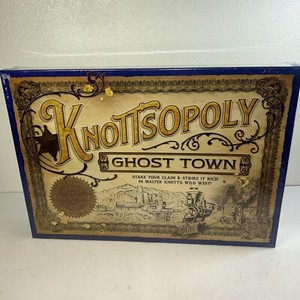 KNOTTSOPOLY
GHOST TOWN
STAKE YOUR CLAIM & STRIKE IT RICH
IN WALTER KNOTT'S WILD WEST!